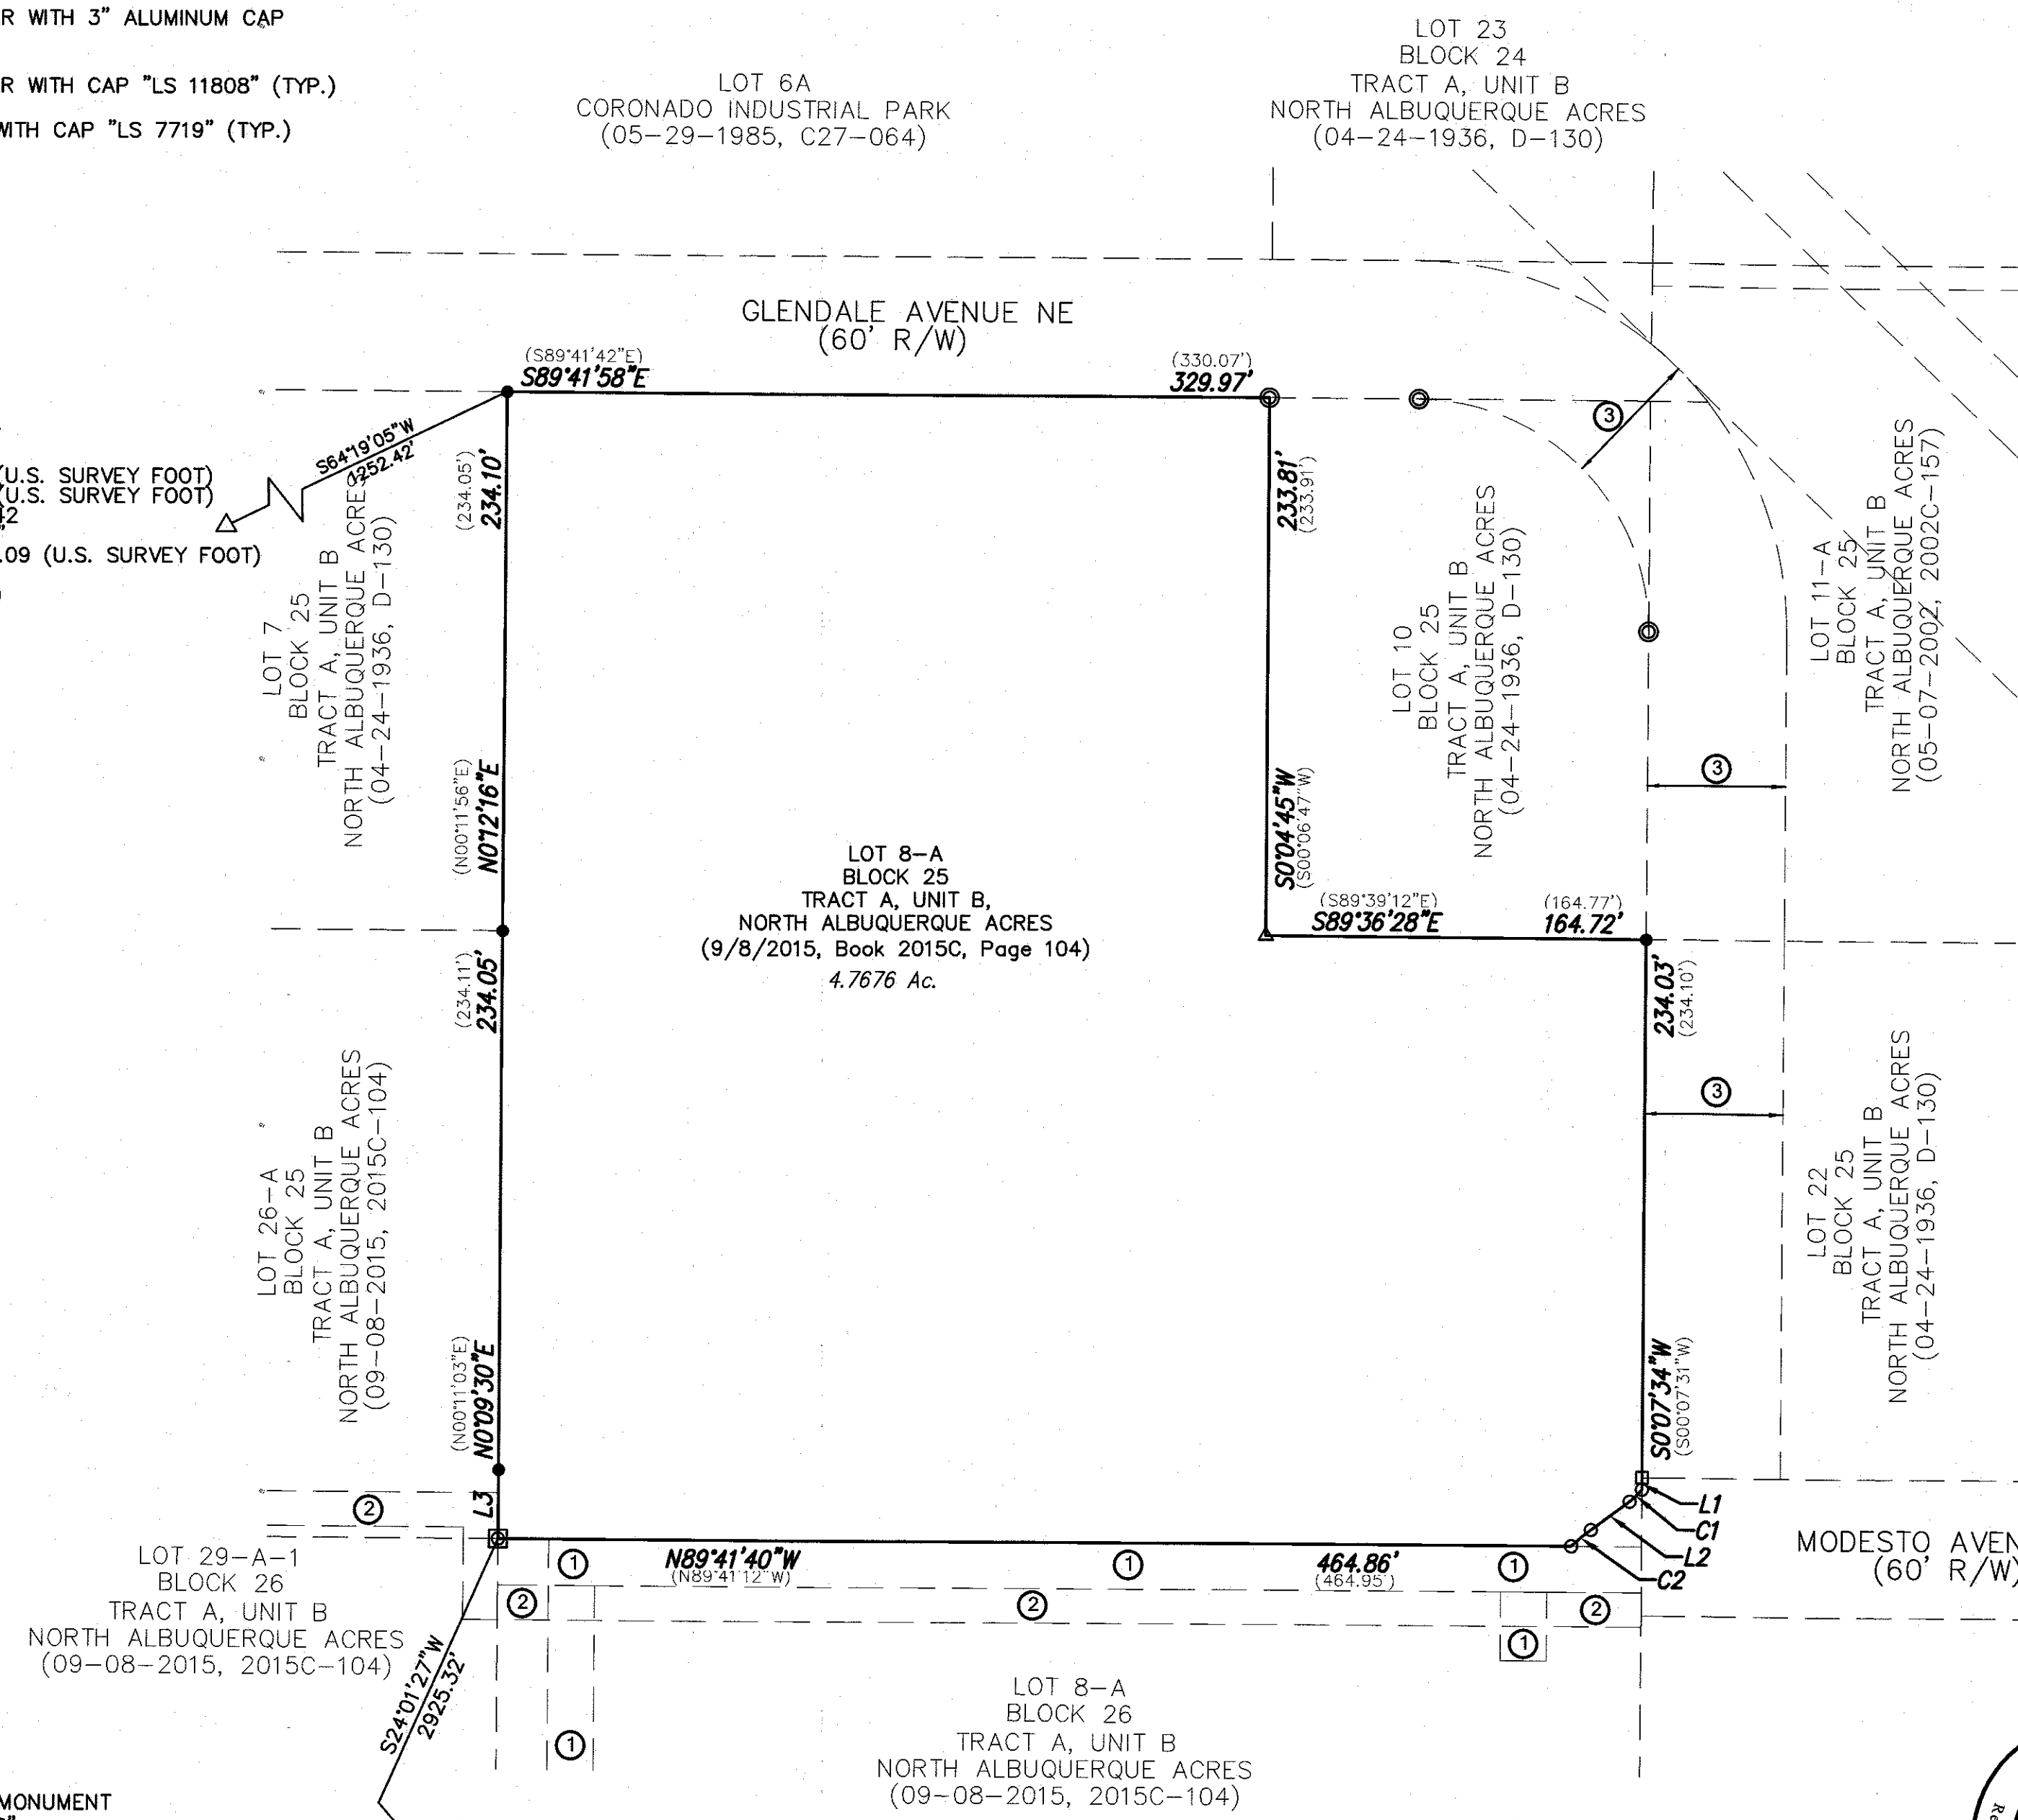 R WITH 3" ALUMINUM CAP
R WITH CAP "LS 11808" (TYP.)
WITH CAP "LS 7719" (TYP.)
LOT 6A
CORONADO INDUSTRIAL PARK
(05-29-1985, C27-064)
LOT 23
BLOCK 24
TRACT A, UNIT B
NORTH ALBUQUERQUE ACRES
(04-24-1936, D-130)
GLENDALE AVENUE NE
(60' R/W)
(S89°41'42"E)
S89°41'58"E
(330.07')
329.97'
S64°19'05"W
1252.42'
(U.S. SURVEY FOOT)
(U.S. SURVEY FOOT)
42
.09 (U.S. SURVEY FOOT)
(234.05')
234.10'
(N00°11'56"E)
N0°12'16"E
LOT 7
BLOCK 25
TRACT A, UNIT B
NORTH ALBUQUERQUE ACRES
(04-24-1936, D-130)
233.81'
(233.91')
S0°04'45"W
(S00°06'47"W)
LOT 10
BLOCK 25
TRACT A, UNIT B
NORTH ALBUQUERQUE ACRES
(04-24-1936, D-130)
3
LOT 11-A
BLOCK 25
TRACT A, UNIT B
NORTH ALBUQUERQUE ACRES
(05-07-2002, 2002C-157)
3
LOT 8-A
BLOCK 25
TRACT A, UNIT B,
NORTH ALBUQUERQUE ACRES
(9/8/2015, Book 2015C, Page 104)
4.7676 Ac.
(S89°39'12"E)
S89°36'28"E
(164.77')
164.72'
(234.11')
234.05'
(N00°11'03"E)
N0°09'30"E
LOT 26-A
BLOCK 25
TRACT A, UNIT B
NORTH ALBUQUERQUE ACRES
(09-08-2015, 2015C-104)
234.03'
(234.10')
3
S0°07'34"W
(S00°07'31"W)
LOT 22
BLOCK 25
TRACT A, UNIT B
NORTH ALBUQUERQUE ACRES
(04-24-1936, D-130)
2
L3
L1
C1
L2
C2
MODESTO AVEN
(60' R/W)
1
N89°41'40"W
(N89°41'12"W)
1
464.86'
(464.95')
1
2
2
2
1
1
LOT 29-A-1
BLOCK 26
TRACT A, UNIT B
NORTH ALBUQUERQUE ACRES
(09-08-2015, 2015C-104)
S24°01'27"W
2925.32'
LOT 8-A
BLOCK 26
TRACT A, UNIT B
NORTH ALBUQUERQUE ACRES
(09-08-2015, 2015C-104)
MONUMENT